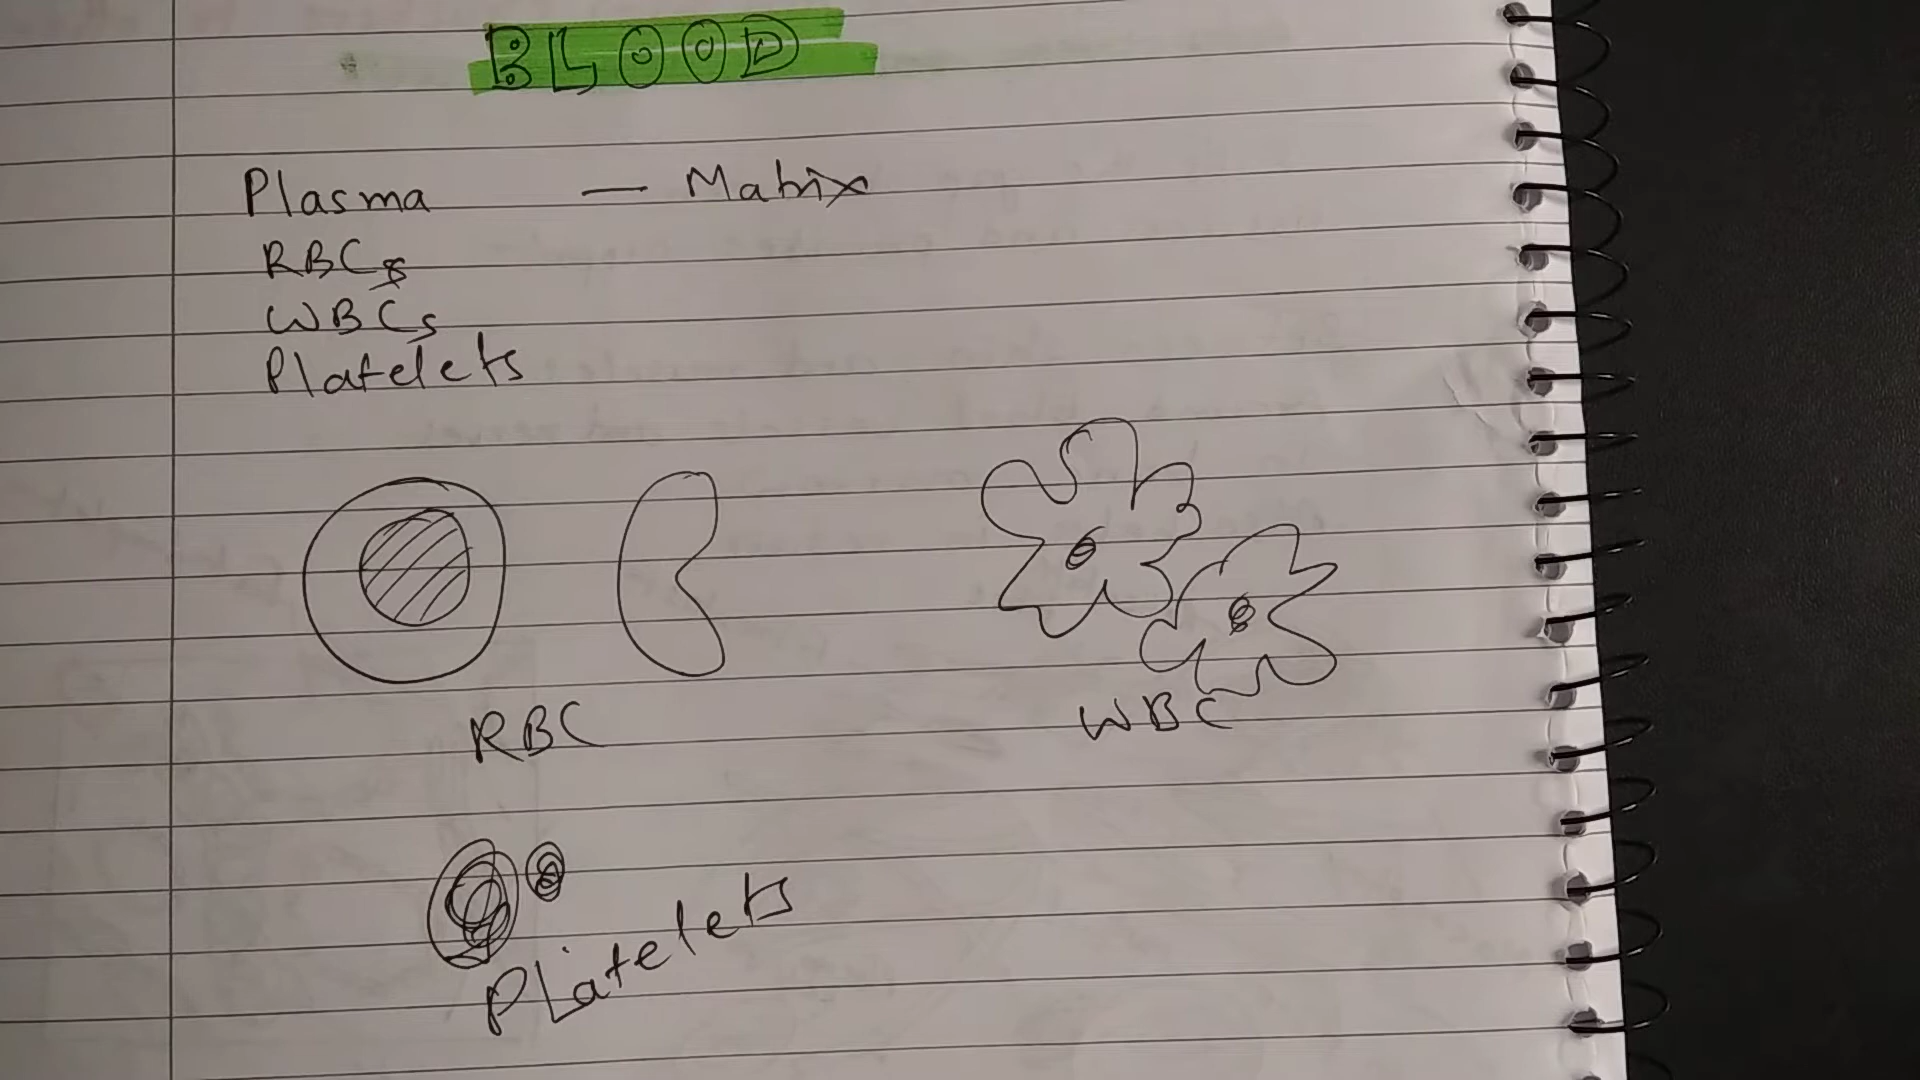 BLOOD
Plasma — Matrix
RBCs
WBCs
Platelets
RBC
WBC
Platelets